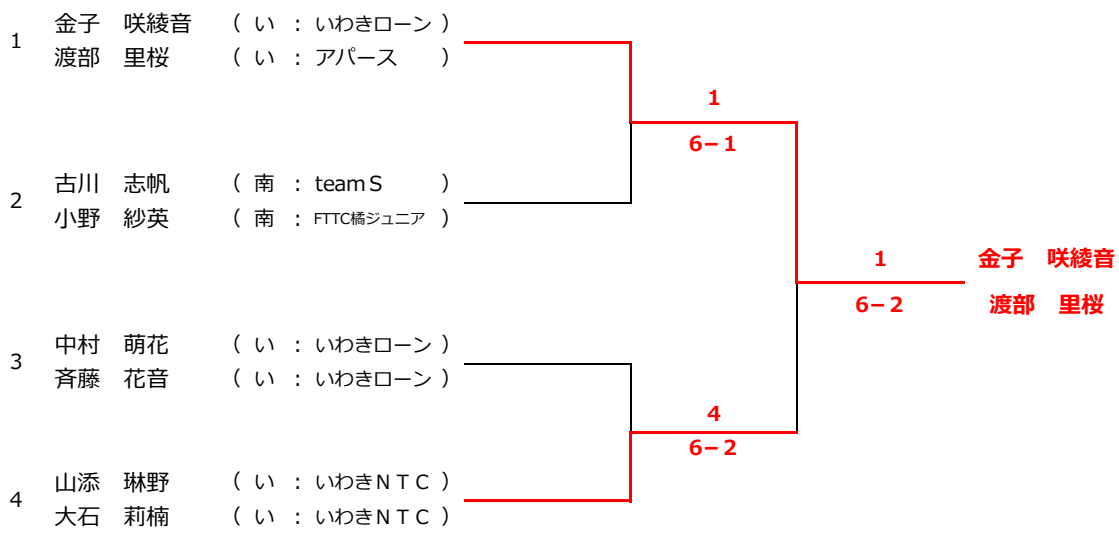 1
金子　咲綾音　（ い ： いわきローン ）
渡部　里桜　　（ い ： アパース　　 ）
1
6－1
2
古川　志帆　　（ 南 ： teamＳ　　 ）
小野　紗英　　（ 南 ： FTTC橘ジュニア ）
1
6－2
金子　咲綾音
渡部　里桜
3
中村　萌花　　（ い ： いわきローン ）
斉藤　花音　　（ い ： いわきローン ）
4
6－2
4
山添　琳野　　（ い ： いわきＮＴＣ ）
大石　莉楠　　（ い ： いわきＮＴＣ ）